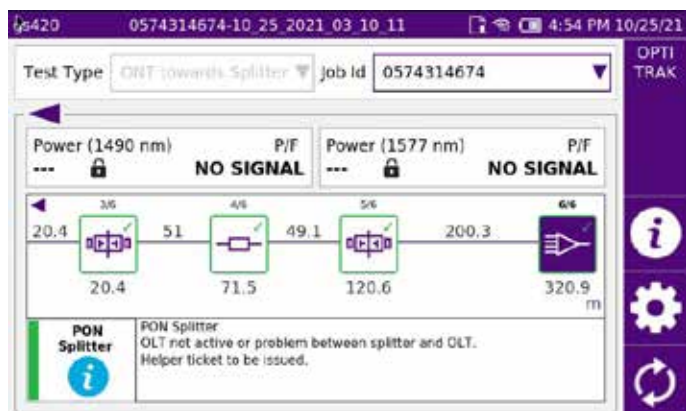 gs420 0574314674-10_25_2021_03_10_11 4:54 PM 10/25/21
OPTI
TRAK
Test Type ONT towards Splitter Job Id 0574314674
Power (1490 nm) P/F
--- NO SIGNAL
Power (1577 nm) P/F
--- NO SIGNAL
3/6 4/6 5/6 6/6
20.4 51 49.1 200.3
20.4 71.5 120.6 320.9
m
PON
Splitter
i
PON Splitter
OLT not active or problem between splitter and OLT.
Helper ticket to be issued.
i